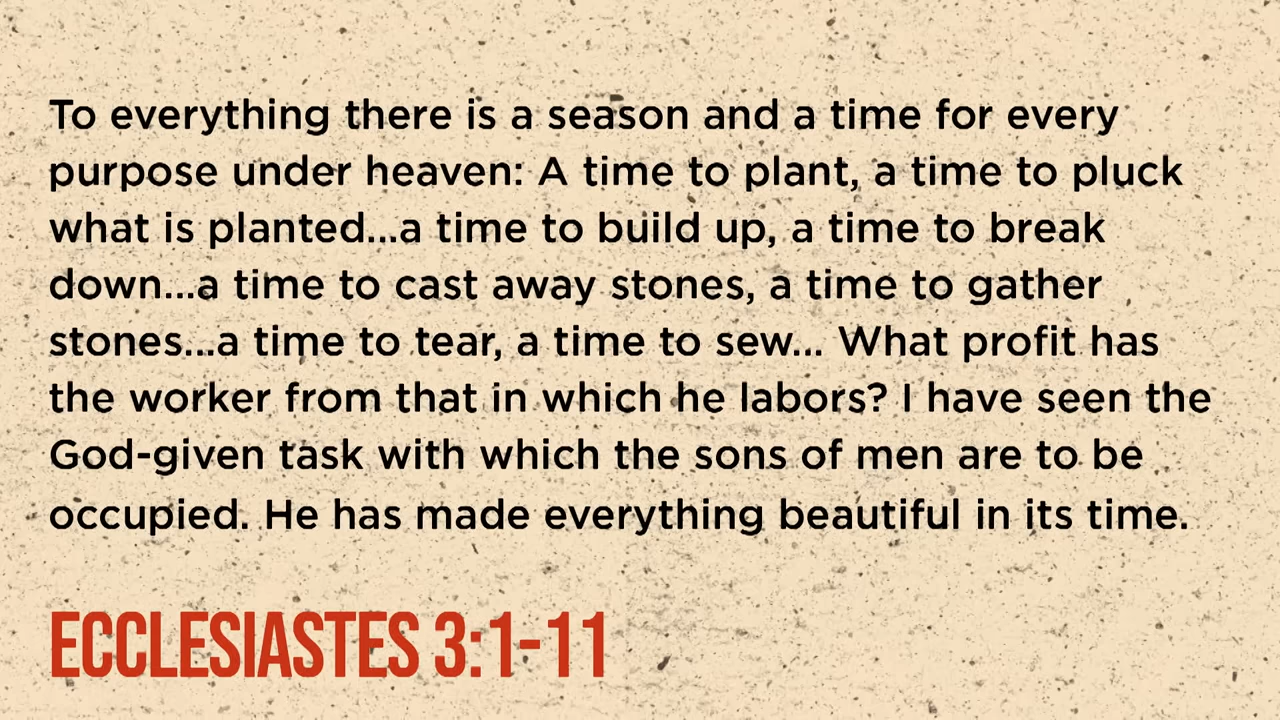 To everything there is a season and a time for every
purpose under heaven: A time to plant, a time to pluck
what is planted...a time to build up, a time to break
down...a time to cast away stones, a time to gather
stones...a time to tear, a time to sew... What profit has
the worker from that in which he labors? I have seen the
God-given task with which the sons of men are to be
occupied. He has made everything beautiful in its time.
ECCLESIASTES 3:1-11